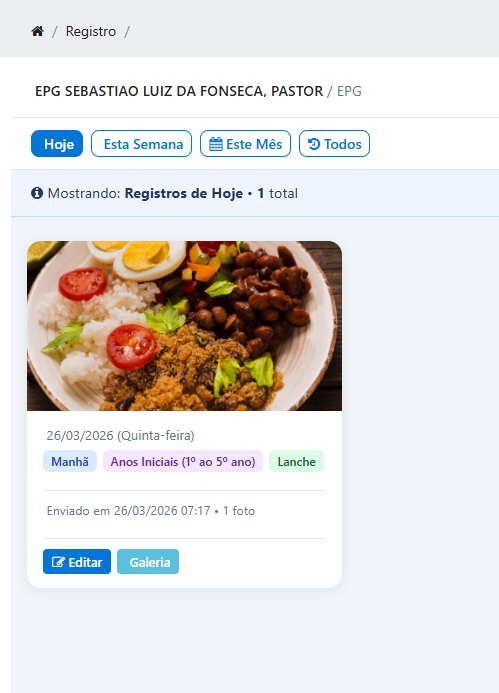 / Registro /
EPG SEBASTIAO LUIZ DA FONSECA, PASTOR / EPG
Hoje Esta Semana Este Mês Todos
Mostrando: Registros de Hoje • 1 total
26/03/2026 (Quinta-feira)
Manhã Anos Iniciais (1º ao 5º ano) Lanche
Enviado em 26/03/2026 07:17 • 1 foto
Editar Galeria